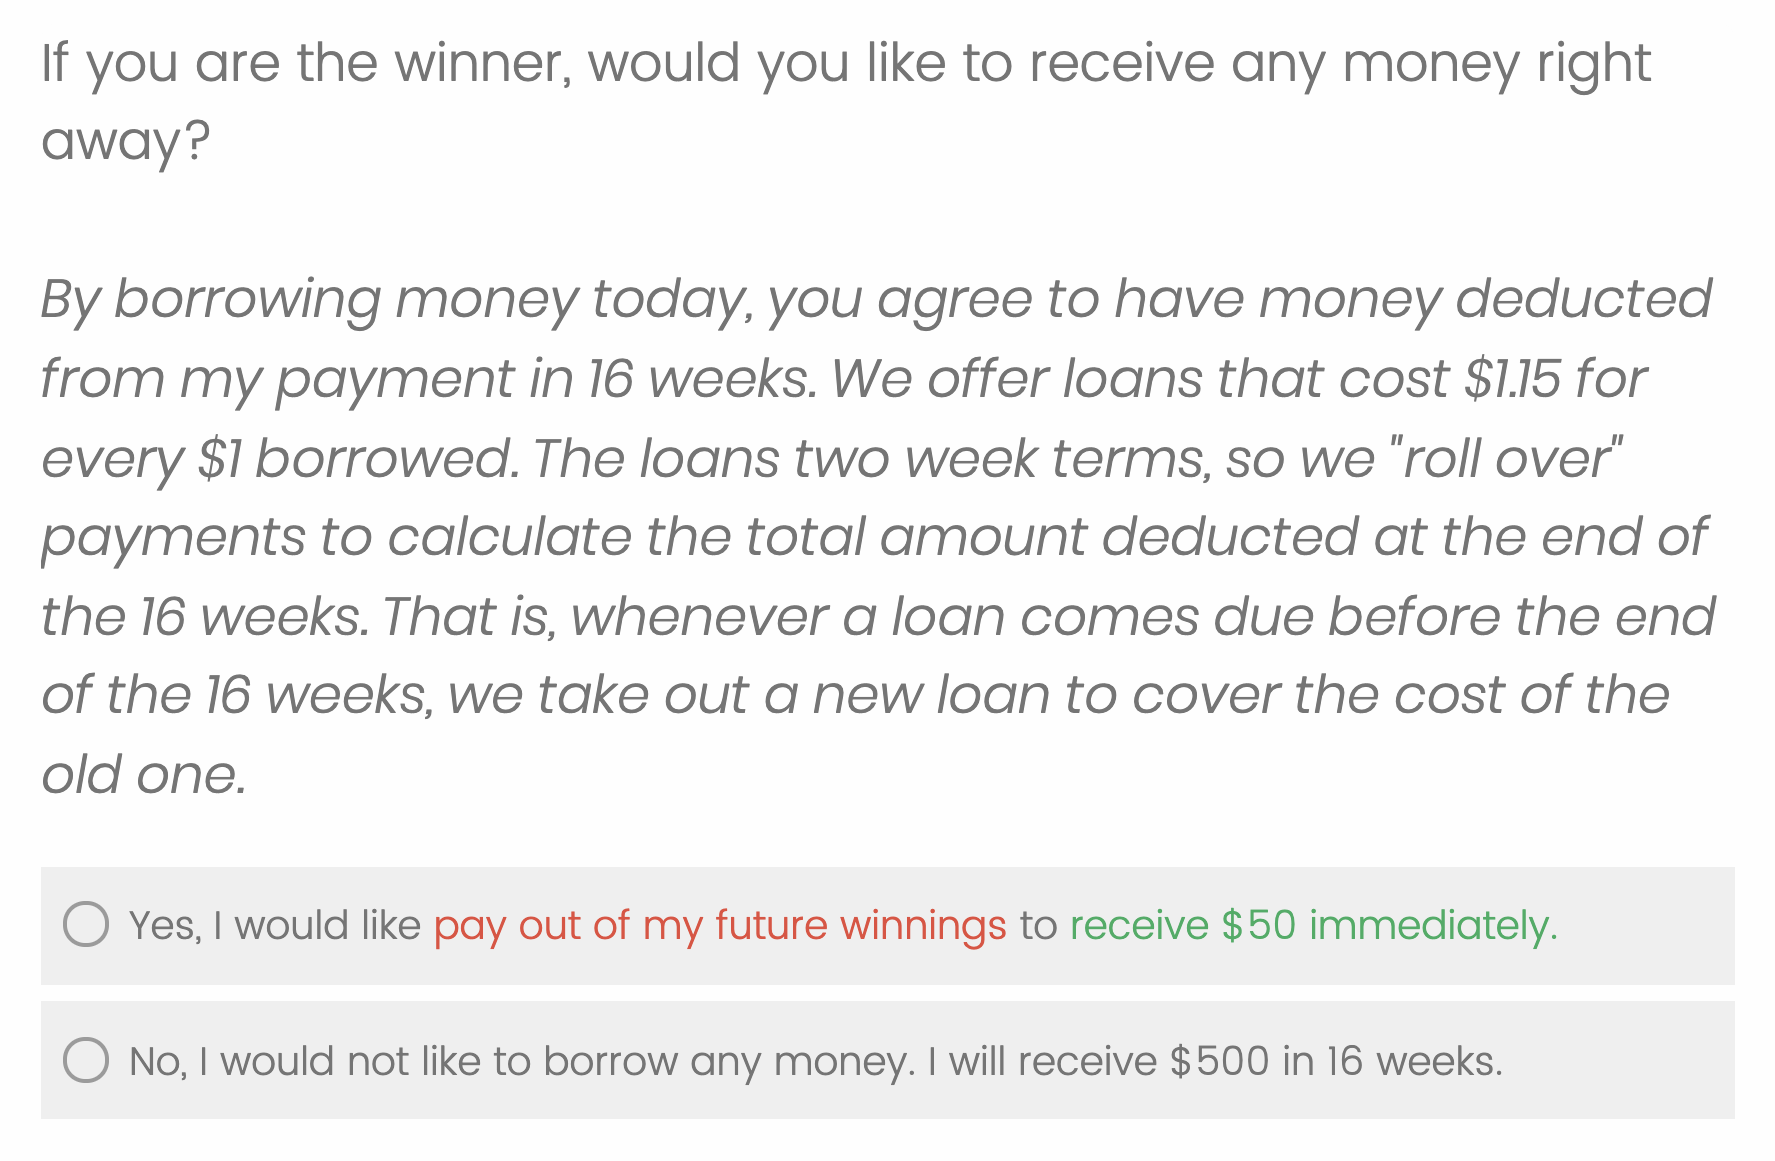 If you are the winner, would you like to receive any money right
away?
By borrowing money today, you agree to have money deducted
from my payment in 16 weeks. We offer loans that cost $1.15 for
every $1 borrowed. The loans two week terms, so we "roll over"
payments to calculate the total amount deducted at the end of
the 16 weeks. That is, whenever a loan comes due before the end
of the 16 weeks, we take out a new loan to cover the cost of the
old one.
Yes, I would like pay out of my future winnings to receive $50 immediately.
No, I would not like to borrow any money. I will receive $500 in 16 weeks.